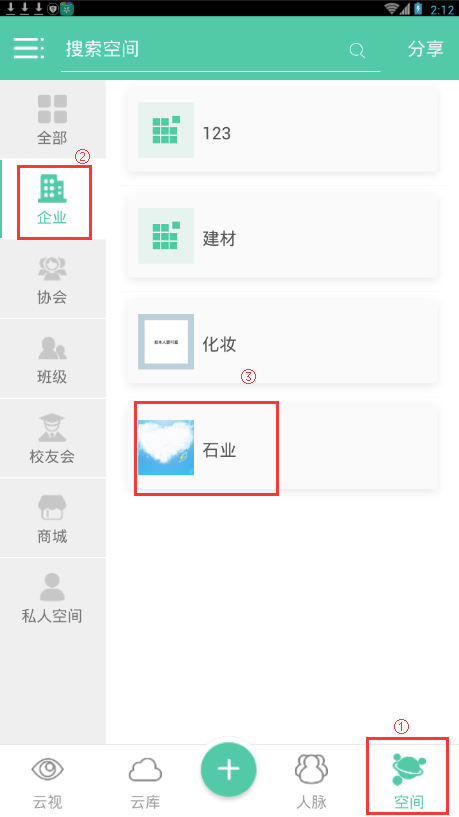 2:12
搜索空间
分享
全部
②
企业
协会
班级
校友会
商城
私人空间
123
建材
化妆
③
石业
①
云视
云库
人脉
空间